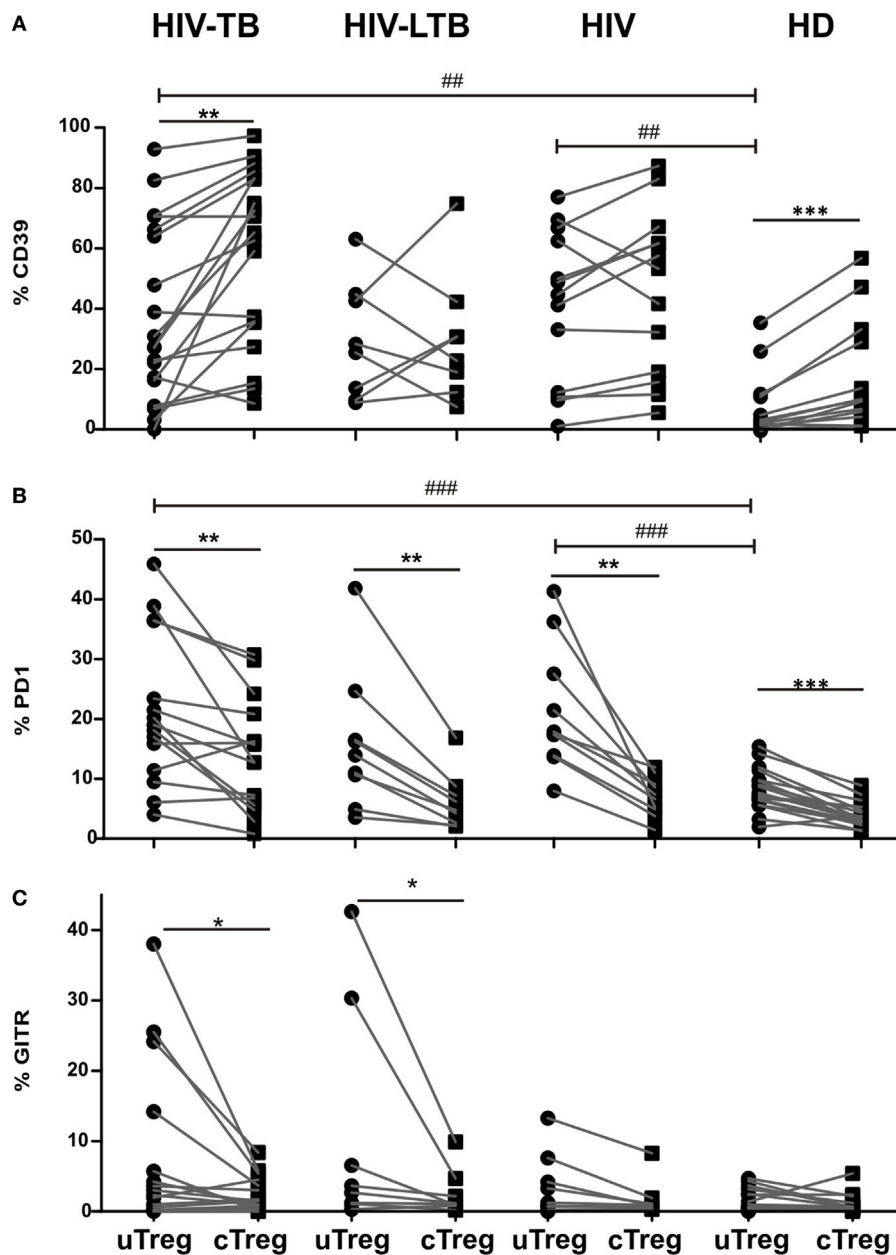 A
HIV-TB HIV-LTB HIV HD
##
** ##
***
100
80
60
40
20
0
% CD39
B
###
** ** ** ###
***
50
40
30
20
10
0
% PD1
C
* *
40
30
20
10
0
% GITR
uTreg cTreg uTreg cTreg uTreg cTreg uTreg cTreg